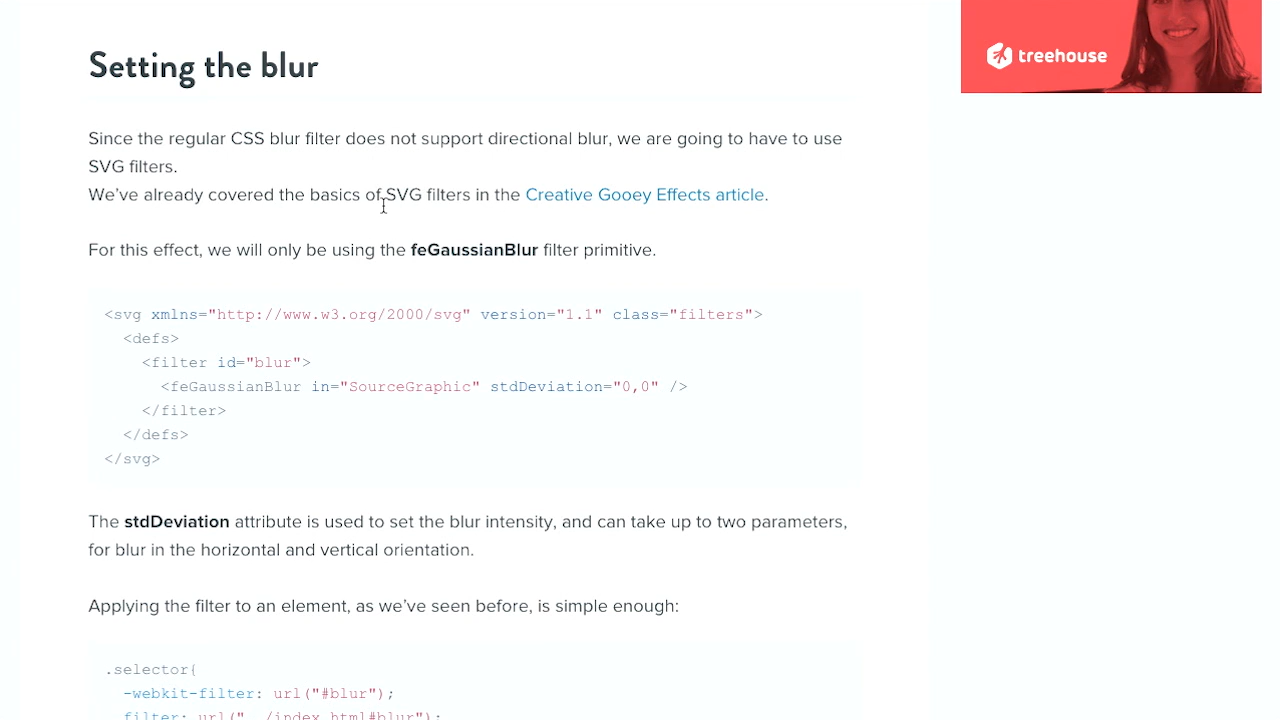 Setting the blur
treehouse
Since the regular CSS blur filter does not support directional blur, we are going to have to use
SVG filters.
We’ve already covered the basics of SVG filters in the Creative Gooey Effects article.
For this effect, we will only be using the feGaussianBlur filter primitive.
<svg xmlns="http://www.w3.org/2000/svg" version="1.1" class="filters">
<defs>
<filter id="blur">
<feGaussianBlur in="SourceGraphic" stdDeviation="0,0" />
</filter>
</defs>
</svg>
The stdDeviation attribute is used to set the blur intensity, and can take up to two parameters,
for blur in the horizontal and vertical orientation.
Applying the filter to an element, as we’ve seen before, is simple enough:
.selector{
-webkit-filter: url("#blur");
filter: url("../index.html#blur");